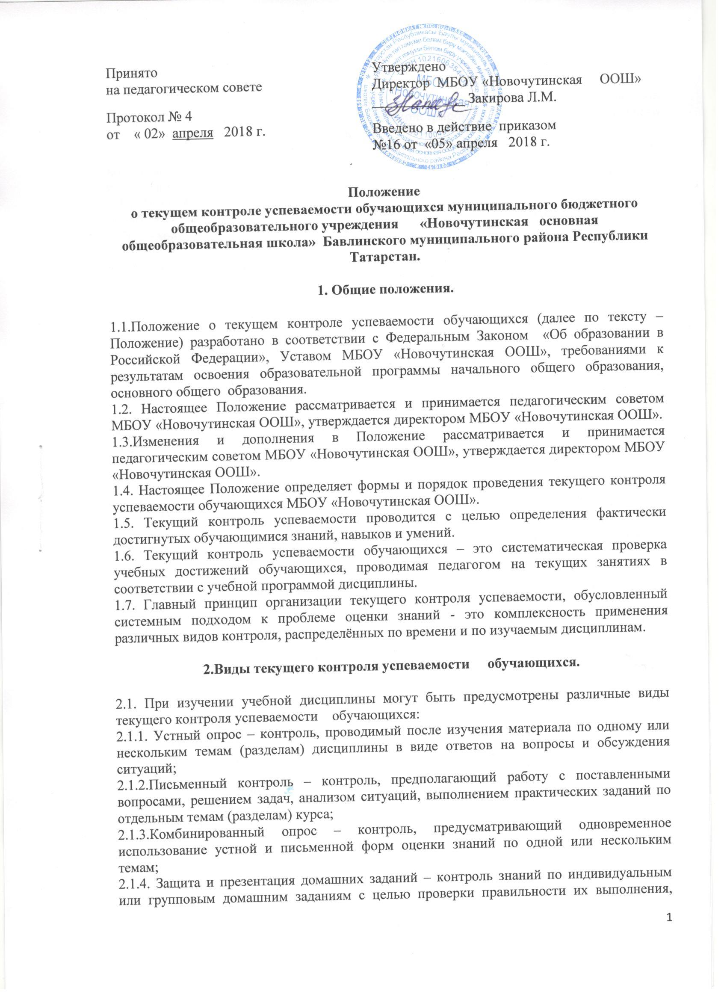 Принято
на педагогическом совете
Протокол № 4
от « 02» апреля 2018 г.
Утверждено
Директор МБОУ «Новочутинская ООШ»
Закирова Л.М.
Введено в действие приказом
№16 от «05» апреля 2018 г.
МБОУ
«Новочутинская
ООШ»
Положение
о текущем контроле успеваемости обучающихся муниципального бюджетного
общеобразовательного учреждения «Новочутинская основная
общеобразовательная школа» Бавлинского муниципального района Республики
Татарстан.
1. Общие положения.
1.1.Положение о текущем контроле успеваемости обучающихся (далее по тексту –
Положение) разработано в соответствии с Федеральным Законом «Об образовании в
Российской Федерации», Уставом МБОУ «Новочутинская ООШ», требованиями к
результатам освоения образовательной программы начального общего образования,
основного общего образования.
1.2. Настоящее Положение рассматривается и принимается педагогическим советом
МБОУ «Новочутинская ООШ», утверждается директором МБОУ «Новочутинская ООШ».
1.3.Изменения и дополнения в Положение рассматривается и принимается
педагогическим советом МБОУ «Новочутинская ООШ», утверждается директором МБОУ
«Новочутинская ООШ».
1.4. Настоящее Положение определяет формы и порядок проведения текущего контроля
успеваемости обучающихся МБОУ «Новочутинская ООШ».
1.5. Текущий контроль успеваемости проводится с целью определения фактически
достигнутых обучающимися знаний, навыков и умений.
1.6. Текущий контроль успеваемости обучающихся – это систематическая проверка
учебных достижений обучающихся, проводимая педагогом на текущих занятиях в
соответствии с учебной программой дисциплины.
1.7. Главный принцип организации текущего контроля успеваемости, обусловленный
системным подходом к проблеме оценки знаний - это комплексность применения
различных видов контроля, распределённых по времени и по изучаемым дисциплинам.
2.Виды текущего контроля успеваемости обучающихся.
2.1. При изучении учебной дисциплины могут быть предусмотрены различные виды
текущего контроля успеваемости обучающихся:
2.1.1. Устный опрос – контроль, проводимый после изучения материала по одному или
нескольким темам (разделам) дисциплины в виде ответов на вопросы и обсуждения
ситуаций;
2.1.2.Письменный контроль – контроль, предполагающий работу с поставленными
вопросами, решением задач, анализом ситуаций, выполнением практических заданий по
отдельным темам (разделам) курса;
2.1.3.Комбинированный опрос – контроль, предусматривающий одновременное
использование устной и письменной форм оценки знаний по одной или нескольким
темам;
2.1.4. Защита и презентация домашних заданий – контроль знаний по индивидуальным
или групповым домашним заданиям с целью проверки правильности их выполнения,
1